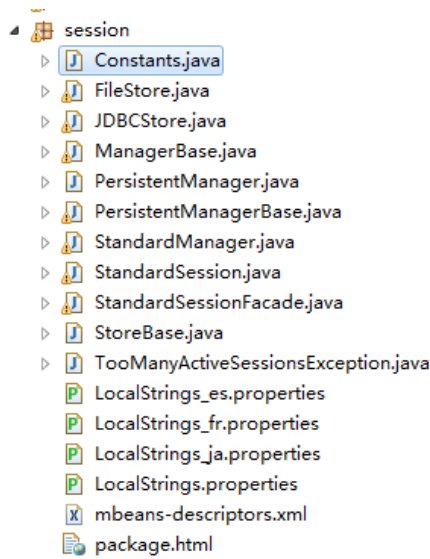 session
Constants.java
FileStore.java
JDBCStore.java
ManagerBase.java
PersistentManager.java
PersistentManagerBase.java
StandardManager.java
StandardSession.java
StandardSessionFacade.java
StoreBase.java
TooManyActiveSessionsException.java
LocalStrings_es.properties
LocalStrings_fr.properties
LocalStrings_ja.properties
LocalStrings.properties
mbeans-descriptors.xml
package.html